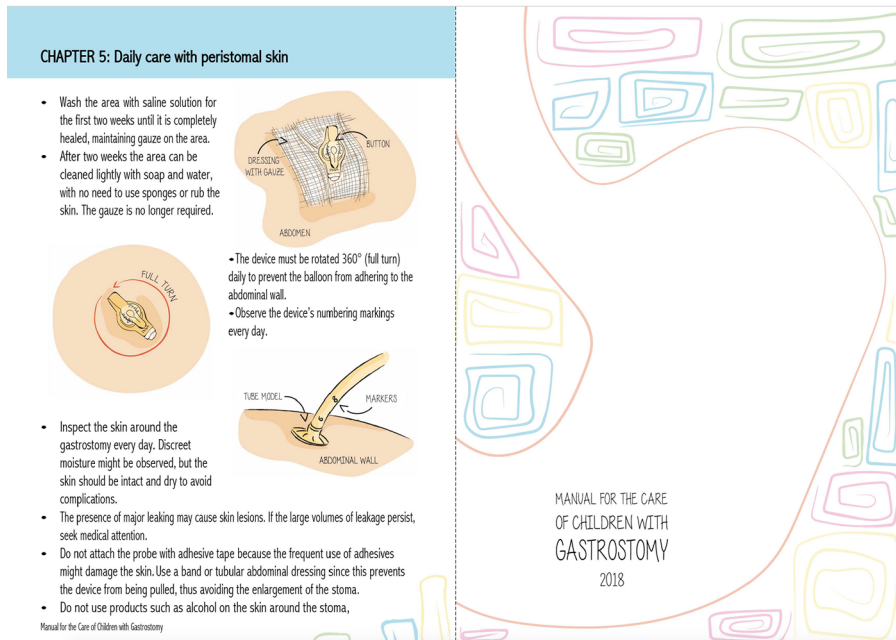 CHAPTER 5: Daily care with peristomal skin
• Wash the area with saline solution for
the first two weeks until it is completely
healed, maintaining gauze on the area.
• After two weeks the area can be
cleaned lightly with soap and water,
with no need to use sponges or rub the
skin. The gauze is no longer required.
DRESSING
WITH GAUZE
BUTTON
ABDOMEN
FULL TURN
•The device must be rotated 360° (full turn)
daily to prevent the balloon from adhering to the
abdominal wall.
•Observe the device's numbering markings
every day.
TUBE MODEL
MARKERS
8
6
ABDOMINAL WALL
• Inspect the skin around the
gastrostomy every day. Discreet
moisture might be observed, but the
skin should be intact and dry to avoid
complications.
• The presence of major leaking may cause skin lesions. If the large volumes of leakage persist,
seek medical attention.
• Do not attach the probe with adhesive tape because the frequent use of adhesives
might damage the skin. Use a band or tubular abdominal dressing since this prevents
the device from being pulled, thus avoiding the enlargement of the stoma.
• Do not use products such as alcohol on the skin around the stoma,
Manual for the Care of Children with Gastrostomy
MANUAL FOR THE CARE
OF CHILDREN WITH
GASTROSTOMY
2018